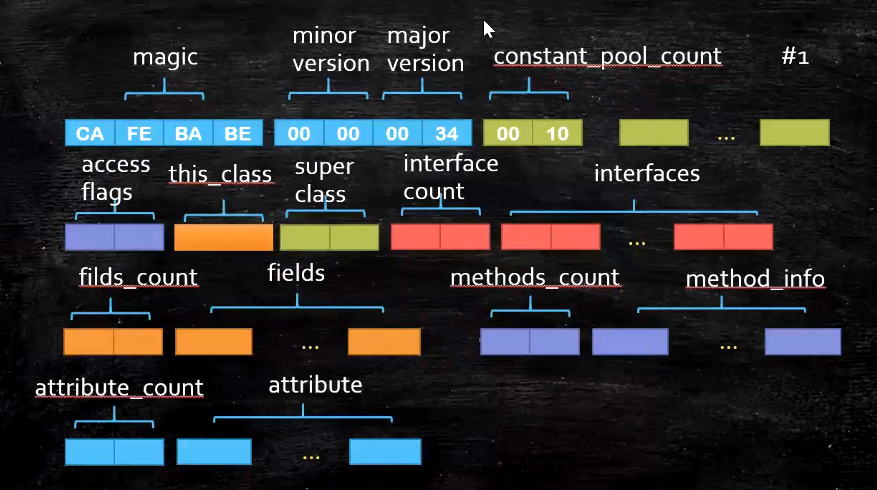 magic
minor
version
major
version
constant_pool_count
#1
CA FE BA BE 00 00 00 34 00 10 ...
access
flags
this_class
super
class
interface
count
interfaces
...
filds_count
fields
methods_count
method_info
... ...
attribute_count
attribute
...